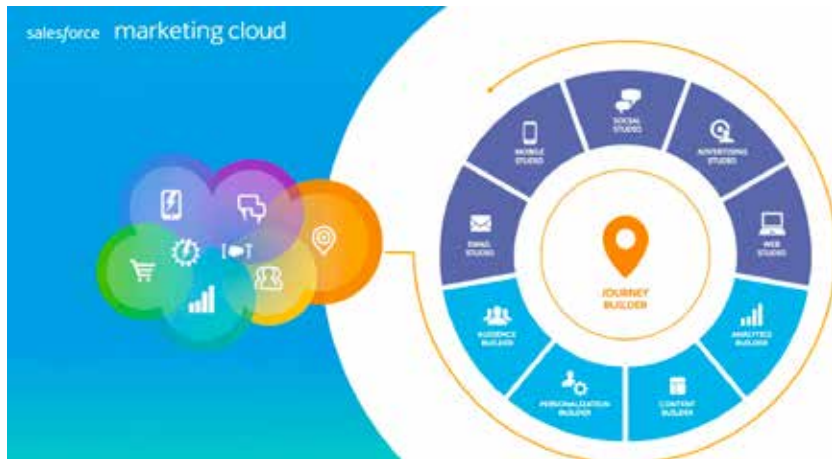 salesforce marketing cloud
SOCIAL
STUDIO
MOBILE
STUDIO
ADVERTISING
STUDIO
EMAIL
STUDIO
WEB
STUDIO
JOURNEY
BUILDER
AUDIENCE
BUILDER
ANALYTICS
BUILDER
PERSONALIZATION
BUILDER
CONTENT
BUILDER